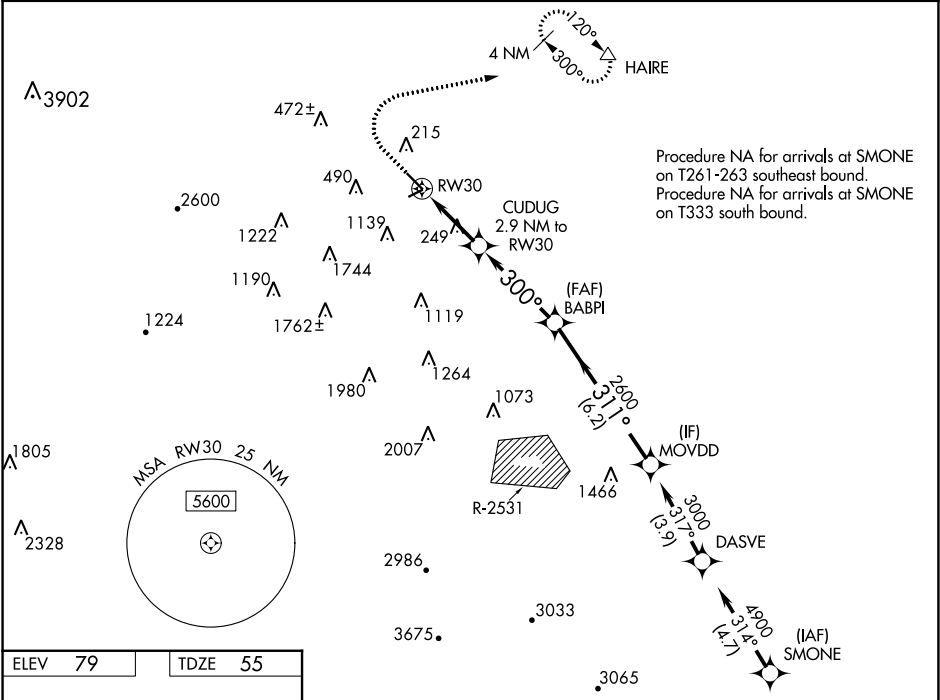 120°
4 NM
300°
HAIRE
3902
472±
215
Procedure NA for arrivals at SMONE
on T261-263 southeast bound.
Procedure NA for arrivals at SMONE
on T333 south bound.
490
RW30
2600
CUDUG
2.9 NM to
RW30
1222
1139
249
1744
1190
300°
(FAF)
BABPI
1762±
1119
1224
1264
1980
1073
2600
311°
(6.2)
(IF)
MOVDD
2007
1805
MSA RW30 25 NM
5600
1466
R-2531
3000
317°
(3.9)
DASVE
2328
2986
3033
3675
4900
314°
(4.7)
(IAF)
SMONE
3065
ELEV 79
TDZE 55